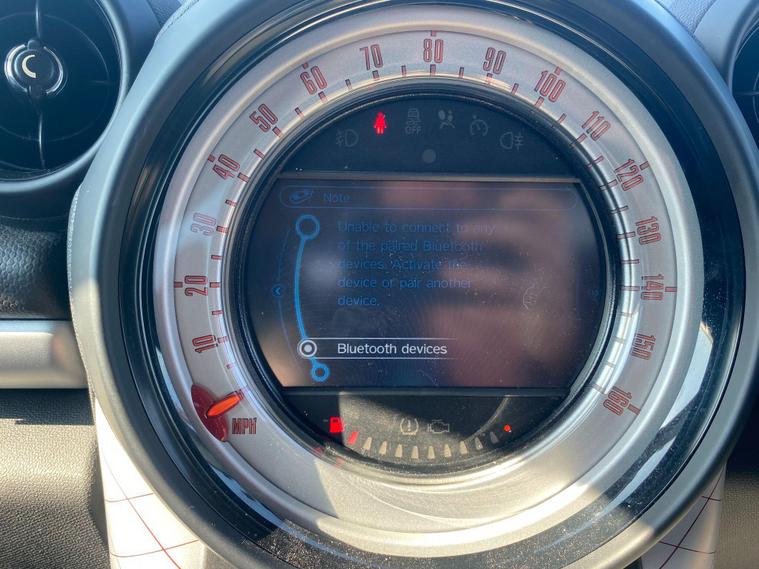 10
20
30
40
50
60
70
80
90
100
110
120
130
140
150
160
MPH
OFF
Note
Unable to connect to any
of the paired Bluetooth
devices. Activate the
device or pair another
device.
Bluetooth devices